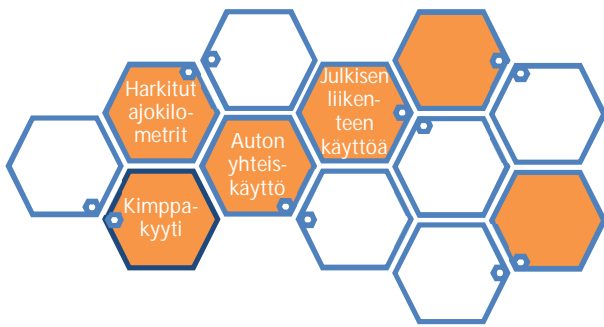 Harkitut
ajokilo-
metrit
Julkisen
liiken-
teen
käyttöä
Auton
yhteis-
käyttö
Kimppa-
kyyti